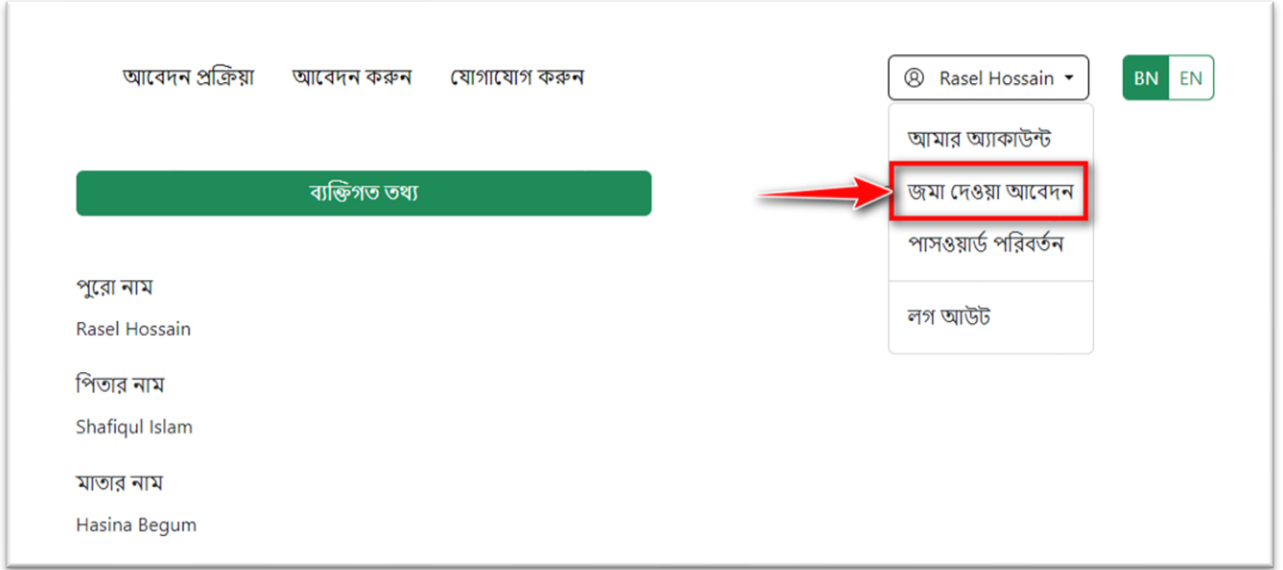 আবেদন প্রক্রিয়া আবেদন করুন যোগাযোগ করুন Rasel Hossain BN EN
আমার অ্যাকাউন্ট
জমা দেওয়া আবেদন
পাসওয়ার্ড পরিবর্তন
লগ আউট
ব্যক্তিগত তথ্য
পুরো নাম
Rasel Hossain
পিতার নাম
Shafiqul Islam
মাতার নাম
Hasina Begum